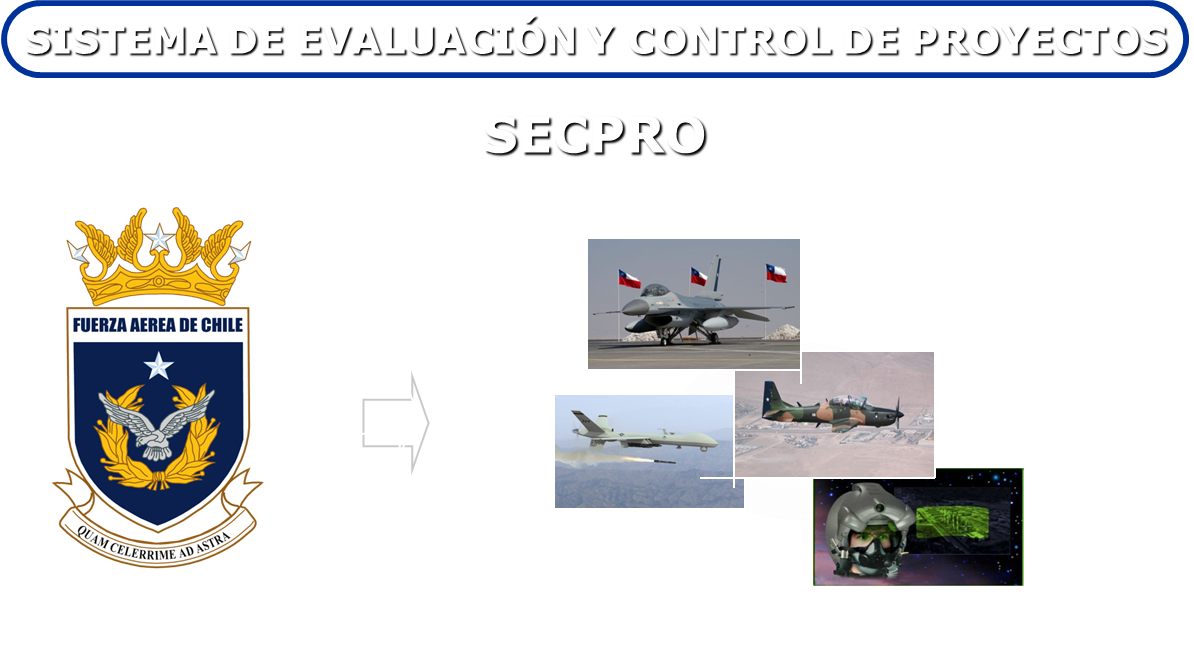 SISTEMA DE EVALUACIÓN Y CONTROL DE PROYECTOS
SECPRO
FUERZA AEREA DE CHILE
QUAM CELERRIME AD ASTRA